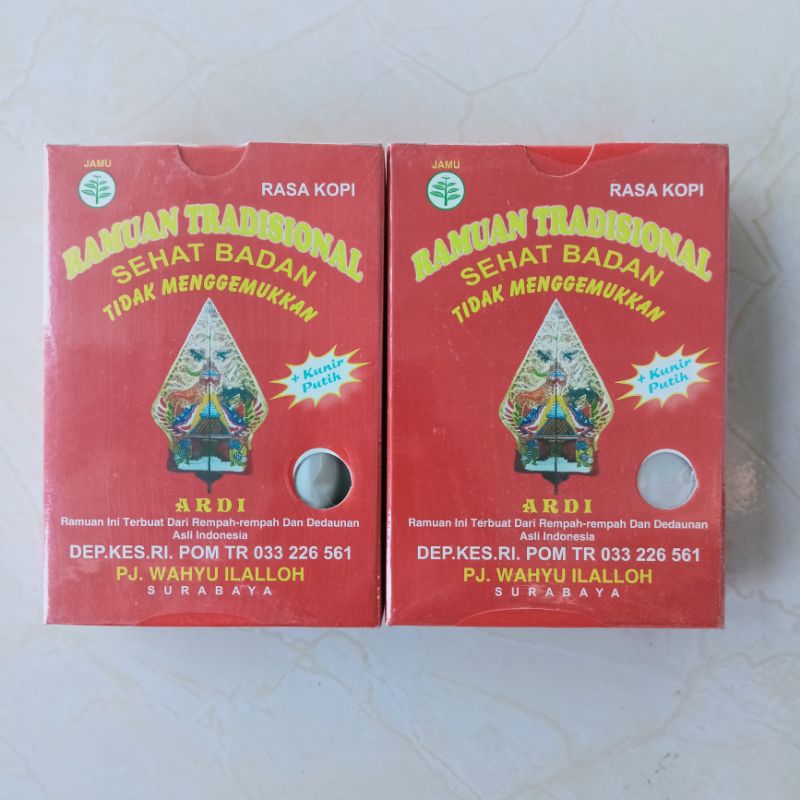 JAMU
RASA KOPI
RAMUAN TRADISIONAL
SEHAT BADAN
TIDAK MENGGEMUKKAN
+ Kunir
Putih
ARDI
Ramuan Ini Terbuat Dari Rempah-rempah Dan Dedaunan
Asli Indonesia
DEP.KES.RI. POM TR 033 226 561
PJ. WAHYU ILALLOH
SURABAYA
JAMU
RASA KOPI
RAMUAN TRADISIONAL
SEHAT BADAN
TIDAK MENGGEMUKKAN
+ Kunir
Putih
ARDI
Ramuan Ini Terbuat Dari Rempah-rempah Dan Dedaunan
Asli Indonesia
DEP.KES.RI. POM TR 033 226 561
PJ. WAHYU ILALLOH
SURABAYA